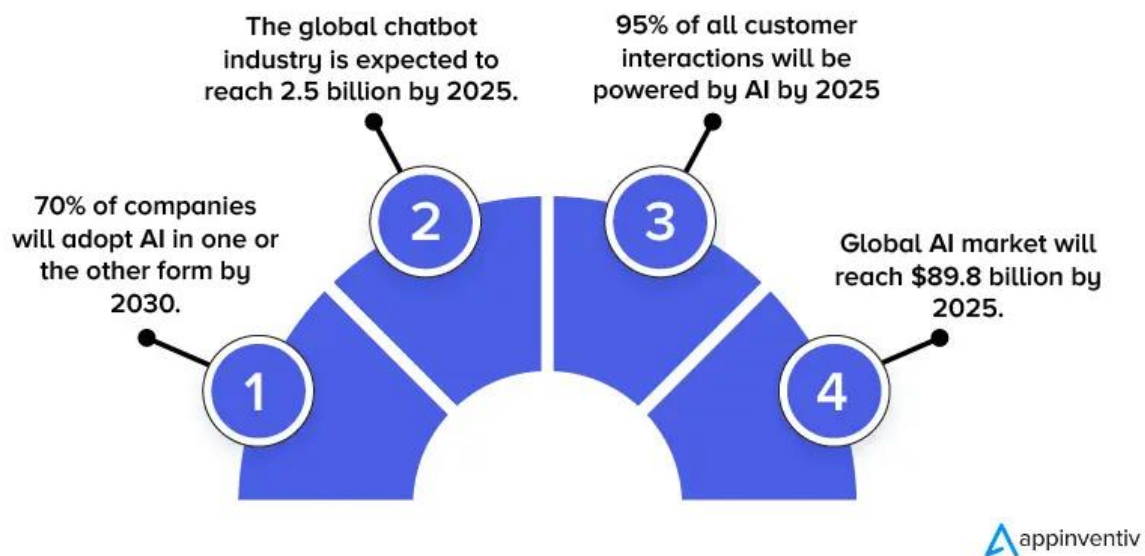 The global chatbot
industry is expected to
reach 2.5 billion by 2025.
95% of all customer
interactions will be
powered by AI by 2025
70% of companies
will adopt AI in one or
the other form by
2030.
Global AI market will
reach $89.8 billion by
2025.
1
2
3
4
appinventiv